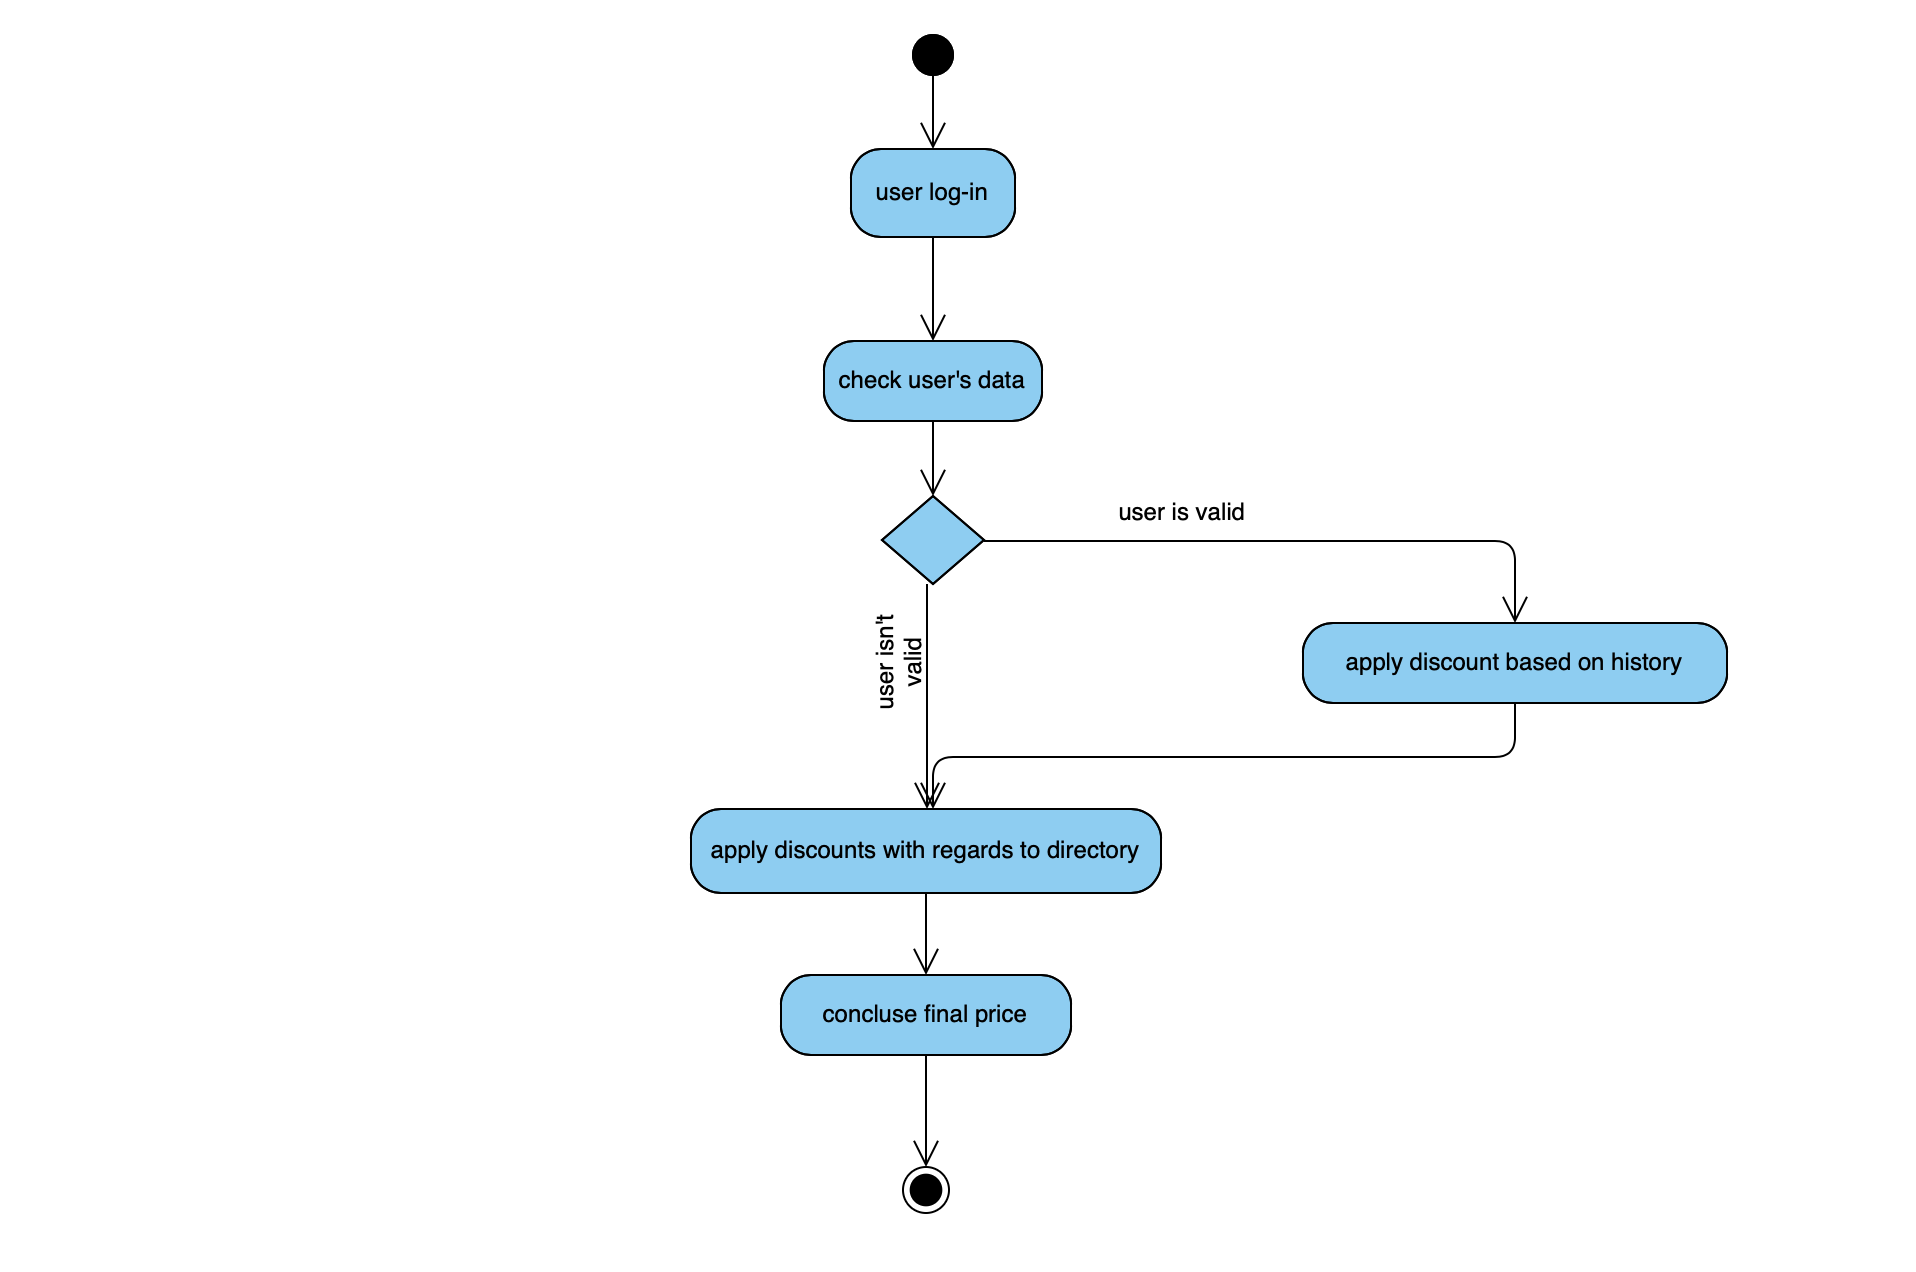 user log-in
check user's data
user is valid
user isn't
valid
apply discount based on history
apply discounts with regards to directory
concluse final price